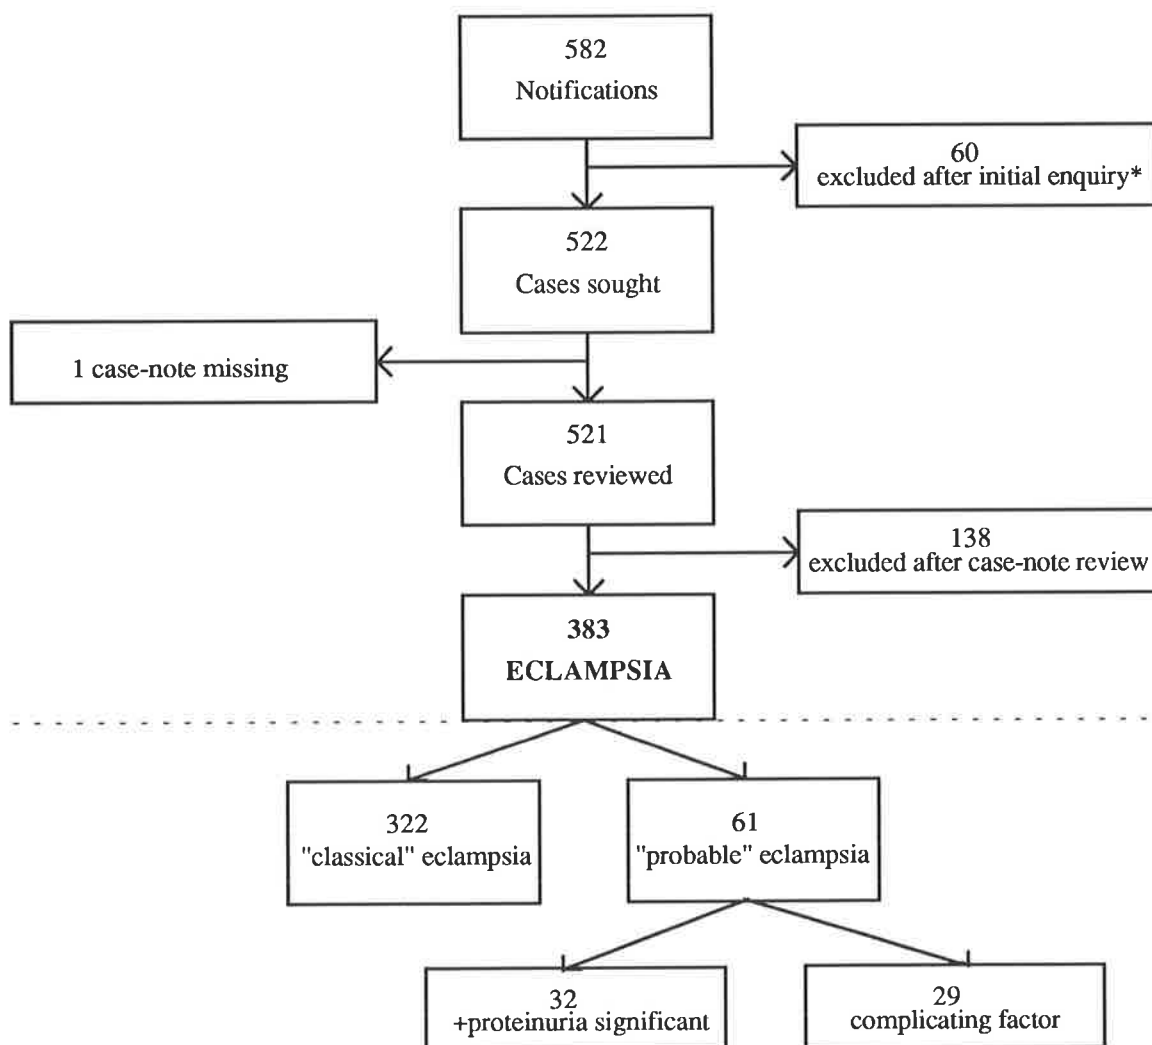 582
Notifications
60
excluded after initial enquiry*
522
Cases sought
1 case-note missing
521
Cases reviewed
138
excluded after case-note review
383
ECLAMPSIA
322
"classical" eclampsia
61
"probable" eclampsia
32
+proteinuria significant
29
complicating factor